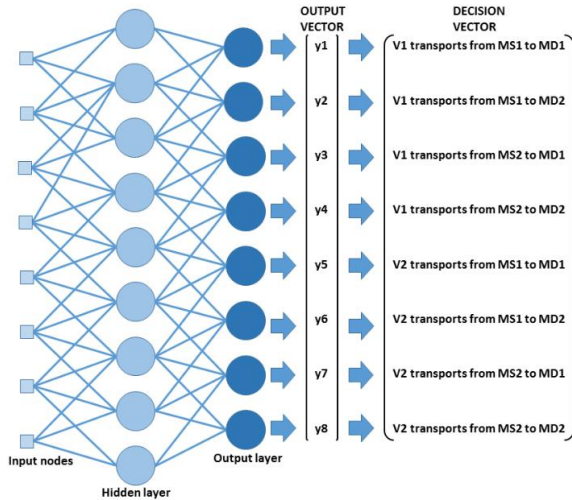 OUTPUT
VECTOR
DECISION
VECTOR
y1
V1 transports from MS1 to MD1
y2
V1 transports from MS1 to MD2
y3
V1 transports from MS2 to MD1
y4
V1 transports from MS2 to MD2
y5
V2 transports from MS1 to MD1
y6
V2 transports from MS1 to MD2
y7
V2 transports from MS2 to MD1
y8
V2 transports from MS2 to MD2
Input nodes
Hidden layer
Output layer